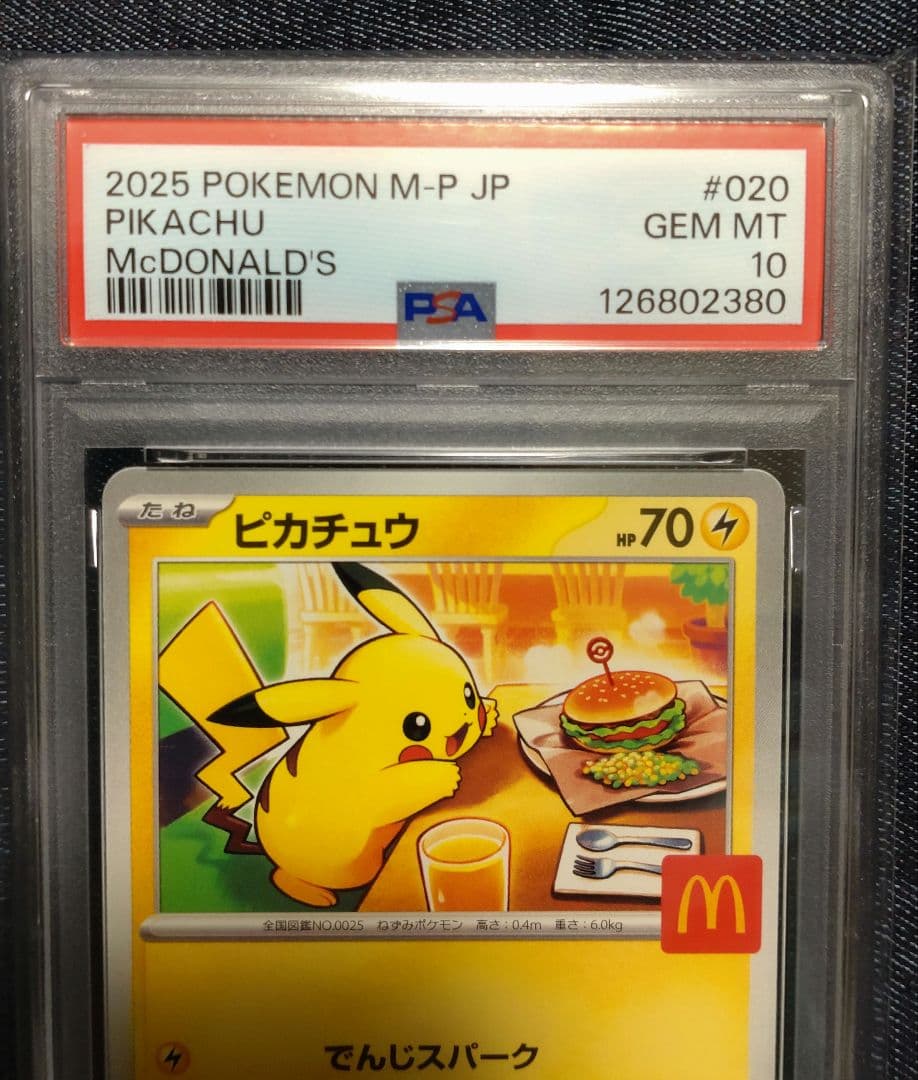 2025 POKEMON M-P JP #020
PIKACHU GEM MT
McDONALD'S 10
PSA 126802380
たね ピカチュウ HP70
全国図鑑NO.0025 ねずみポケモン 高さ：0.4m 重さ：6.0kg
でんじスパーク